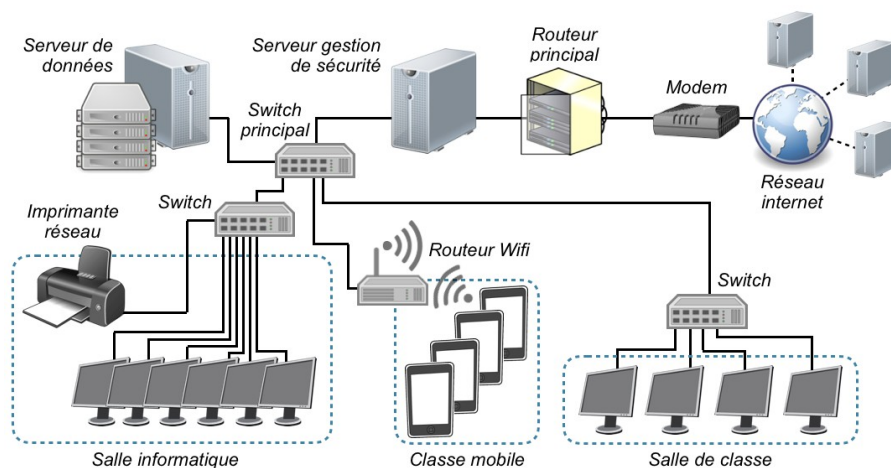 Serveur de
données
Serveur gestion
de sécurité
Routeur
principal
Modem
Switch
principal
Réseau
internet
Switch
Imprimante
réseau
Routeur Wifi
Switch
Salle informatique
Classe mobile
Salle de classe